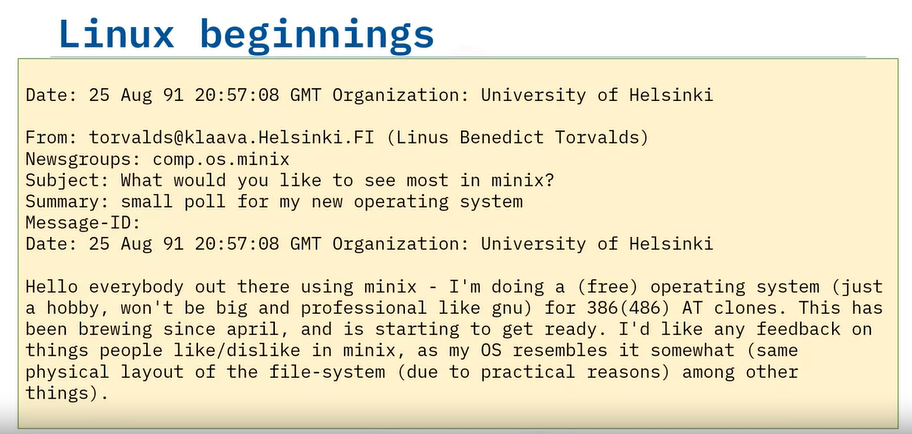 Linux beginnings
Date: 25 Aug 91 20:57:08 GMT Organization: University of Helsinki
From: torvalds@klaava.Helsinki.FI (Linus Benedict Torvalds)
Newsgroups: comp.os.minix
Subject: What would you like to see most in minix?
Summary: small poll for my new operating system
Message-ID:
Date: 25 Aug 91 20:57:08 GMT Organization: University of Helsinki
Hello everybody out there using minix - I'm doing a (free) operating system (just
a hobby, won't be big and professional like gnu) for 386(486) AT clones. This has
been brewing since april, and is starting to get ready. I'd like any feedback on
things people like/dislike in minix, as my OS resembles it somewhat (same
physical layout of the file-system (due to practical reasons) among other
things).